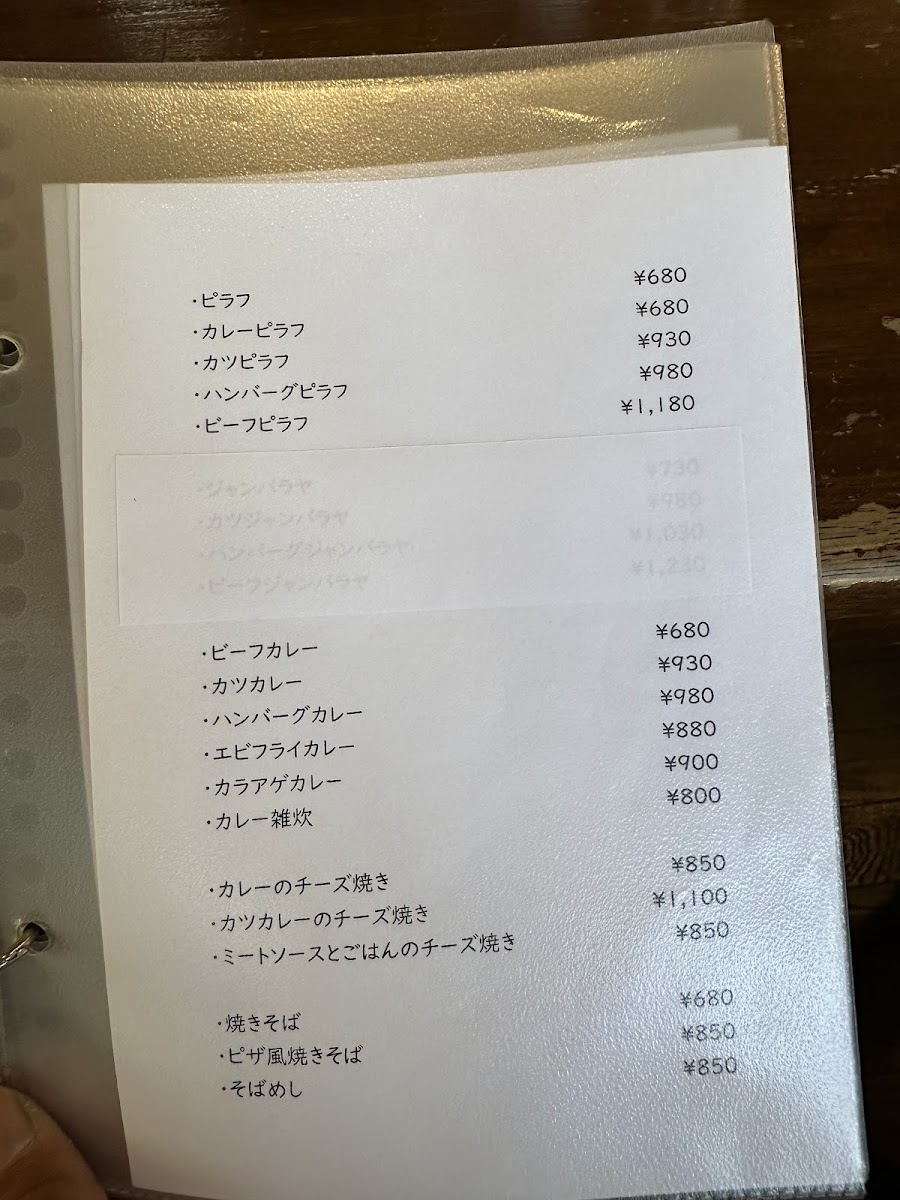 ・ピラフ ¥680
・カレーピラフ ¥680
・カツピラフ ¥930
・ハンバーグピラフ ¥980
・ビーフピラフ ¥1,180
・ジャンバラヤ ¥730
・カツジャンバラヤ ¥980
・ハンバーグジャンバラヤ ¥1,030
・ビーフジャンバラヤ ¥1,230
・ビーフカレー ¥680
・カツカレー ¥930
・ハンバーグカレー ¥980
・エビフライカレー ¥880
・カラアゲカレー ¥900
・カレー雑炊 ¥800
・カレーのチーズ焼き ¥850
・カツカレーのチーズ焼き ¥1,100
・ミートソースとごはんのチーズ焼き ¥850
・焼きそば ¥680
・ピザ風焼きそば ¥850
・そばめし ¥850